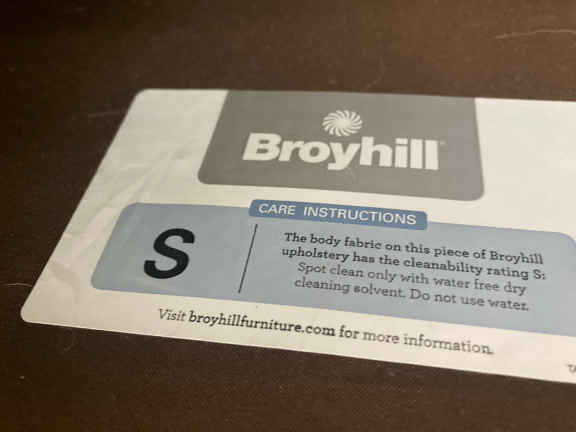 Broyhill
CARE INSTRUCTIONS
S
The body fabric on this piece of Broyhill
upholstery has the cleanability rating S:
Spot clean only with water free dry
cleaning solvent. Do not use water.
Visit broyhillfurniture.com for more information.